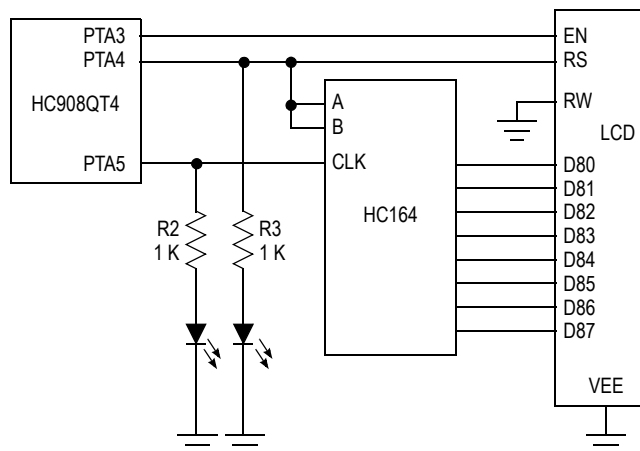 PTA3
PTA4
HC908QT4
PTA5
A
B
CLK
HC164
R2
1 K
R3
1 K
EN
RS
RW
LCD
D80
D81
D82
D83
D84
D85
D86
D87
VEE